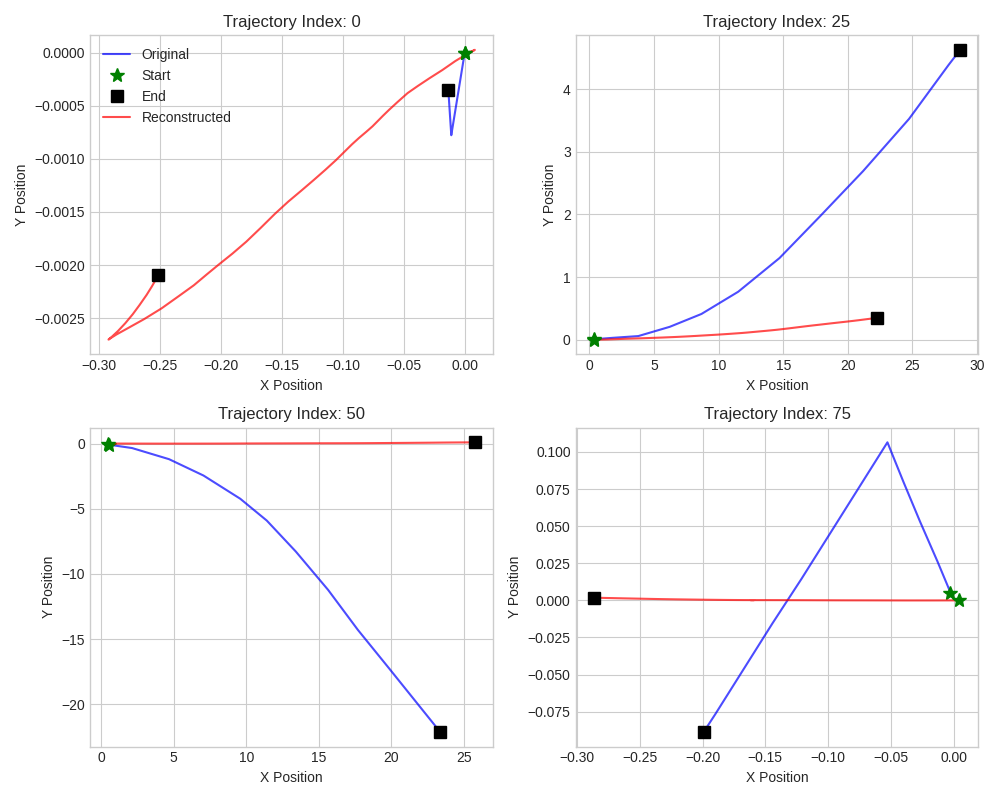 Trajectory Index: 0
0.0000
−0.0005
−0.0010
−0.0015
−0.0020
−0.0025
Y Position
Original
Start
End
Reconstructed
−0.30 −0.25 −0.20 −0.15 −0.10 −0.05 0.00
X Position
Trajectory Index: 25
4
3
2
1
0
Y Position
0 5 10 15 20 25 30
X Position
Trajectory Index: 50
0
−5
−10
−15
−20
Y Position
0 5 10 15 20 25
X Position
Trajectory Index: 75
0.100
0.075
0.050
0.025
0.000
−0.025
−0.050
−0.075
Y Position
−0.30 −0.25 −0.20 −0.15 −0.10 −0.05 0.00
X Position